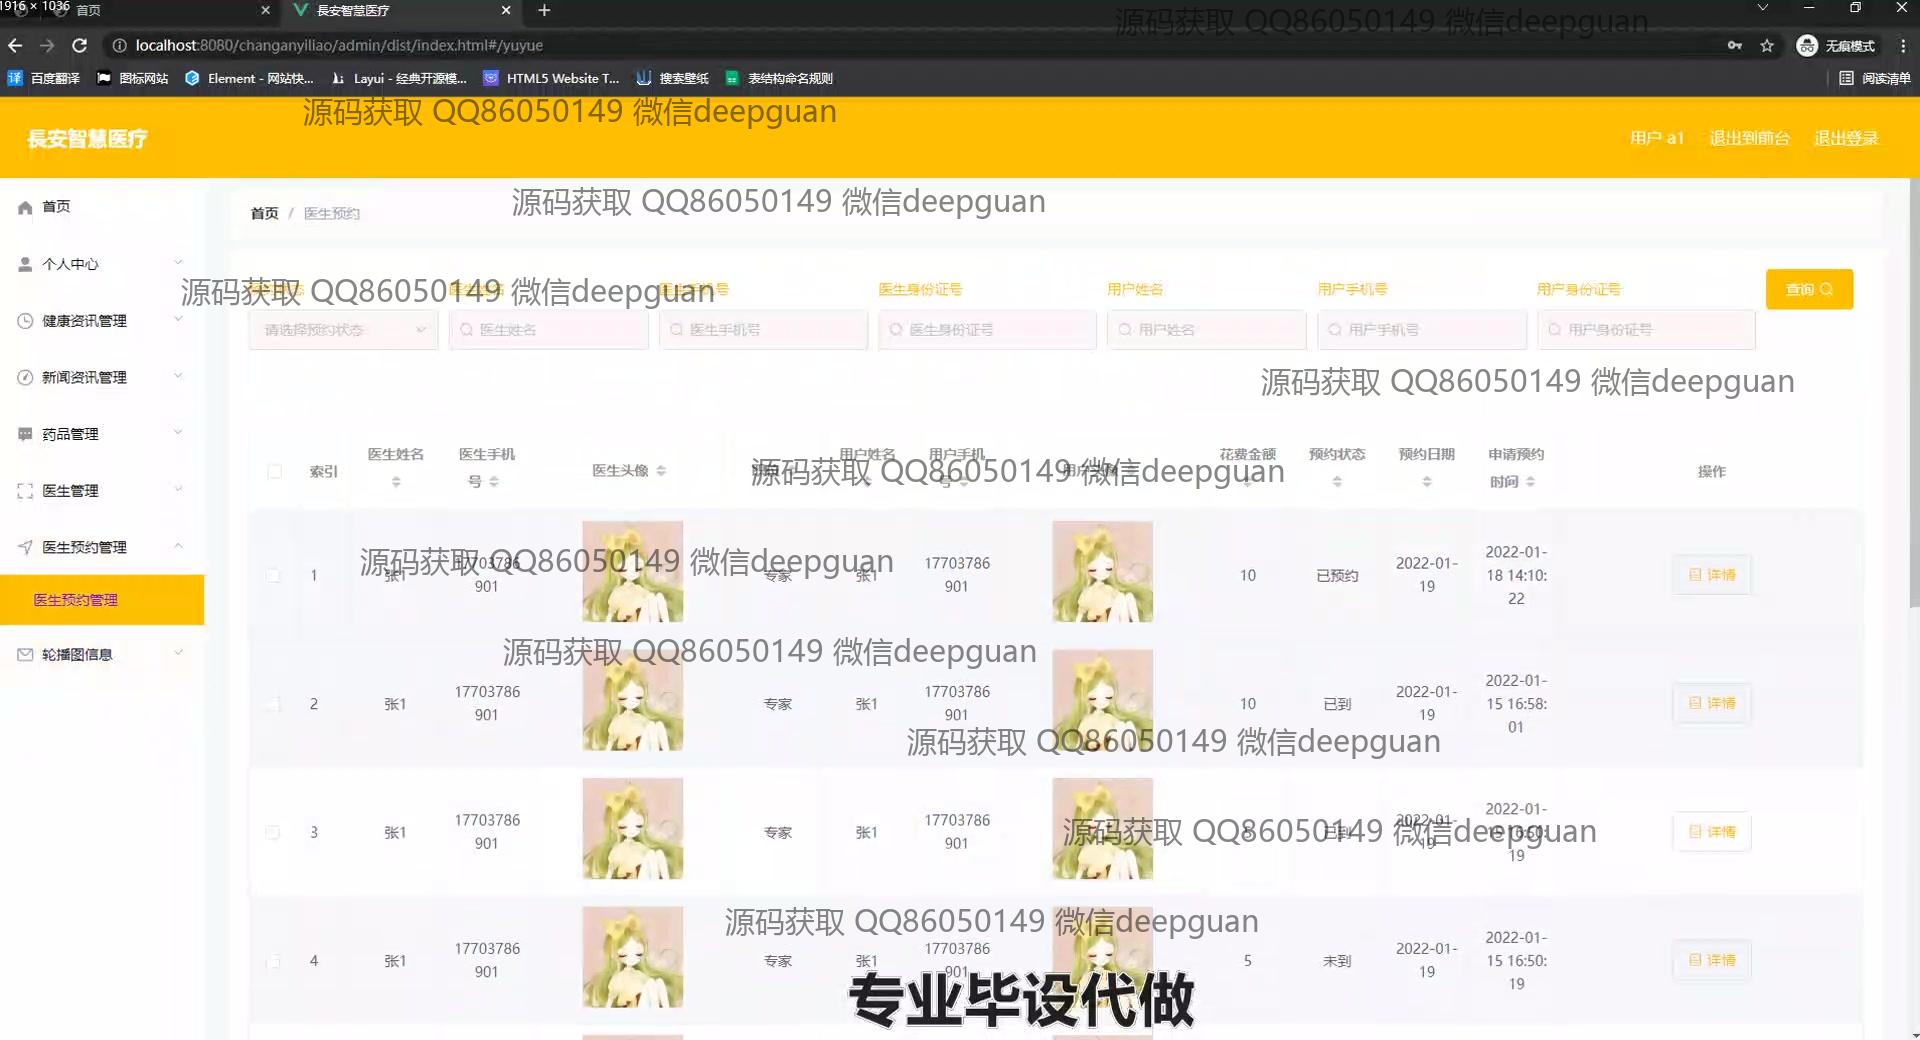 1916 × 1036
首页
長安智慧医疗
源码获取 QQ86050149 微信deepguan
localhost:8080/changanyiliao/admin/dist/index.html#/yuyue
无痕模式
百度翻译
图标网站
Element - 网站快...
Layui - 经典开源模...
HTML5 Website T...
搜索壁纸
表结构命名规则
阅读清单
源码获取 QQ86050149 微信deepguan
長安智慧医疗
用户 a1
退出到前台
退出登录
首页
个人中心
健康资讯管理
新闻资讯管理
药品管理
医生管理
医生预约管理
医生预约管理
轮播图信息
首页 / 医生预约
源码获取 QQ86050149 微信deepguan
源码获取 QQ86050149 微信deepguan
医生身份证号
用户姓名
用户手机号
用户身份证号
查询
请选择预约状态
医生姓名
医生手机号
医生身份证号
用户姓名
用户手机号
用户身份证号
源码获取 QQ86050149 微信deepguan
索引
医生姓名
医生手机号
医生头像
用户姓名
用户手机号
花费金额
预约状态
预约日期
申请预约时间
操作
源码获取 QQ86050149 微信deepguan
1
张1
17703786
901
专家
张1
17703786
901
10
已预约
2022-01-
19
2022-01-
18 14:10:
22
详情
源码获取 QQ86050149 微信deepguan
源码获取 QQ86050149 微信deepguan
2
张1
17703786
901
专家
张1
17703786
901
10
已到
2022-01-
19
2022-01-
15 16:58:
01
详情
源码获取 QQ86050149 微信deepguan
3
张1
17703786
901
专家
张1
17703786
901
2022-01-
19
2022-01-
19
详情
源码获取 QQ86050149 微信deepguan
源码获取 QQ86050149 微信deepguan
4
张1
17703786
901
专家
张1
17703786
901
5
未到
2022-01-
19
2022-01-
15 16:50:
19
详情
专业毕设代做